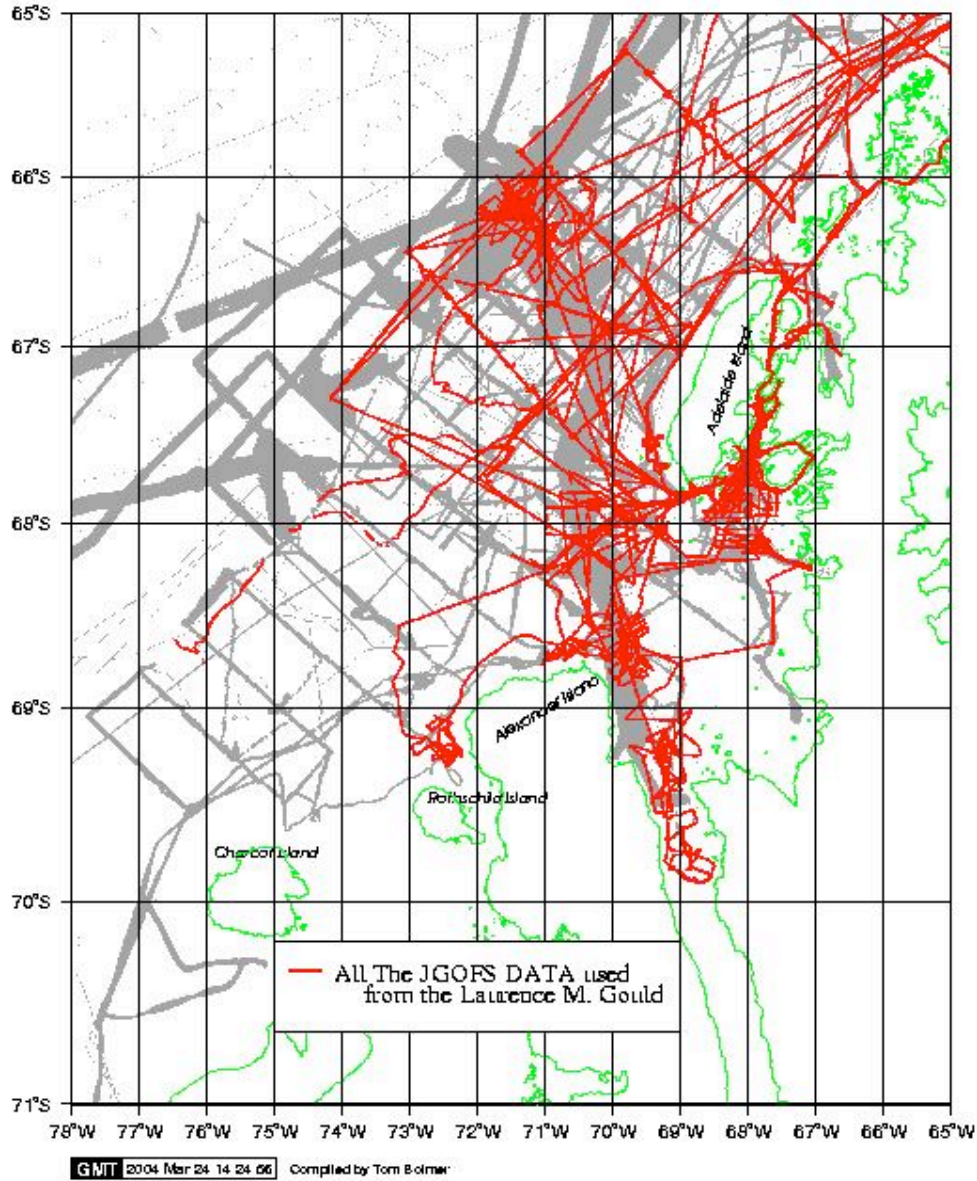 65°S
66°S
67°S
Adelaide Island
68°S
69°S
Alexander Island
Rothschild Island
Charcot Island
70°S
All The JGOFS DATA used
from the Laurence M. Gould
71°S
78°W 77°W 76°W 75°W 74°W 73°W 72°W 71°W 70°W 69°W 68°W 67°W 66°W 65°W
GMT 2004 Mar 24 14 24 56 Compiled by Tom Bolmer